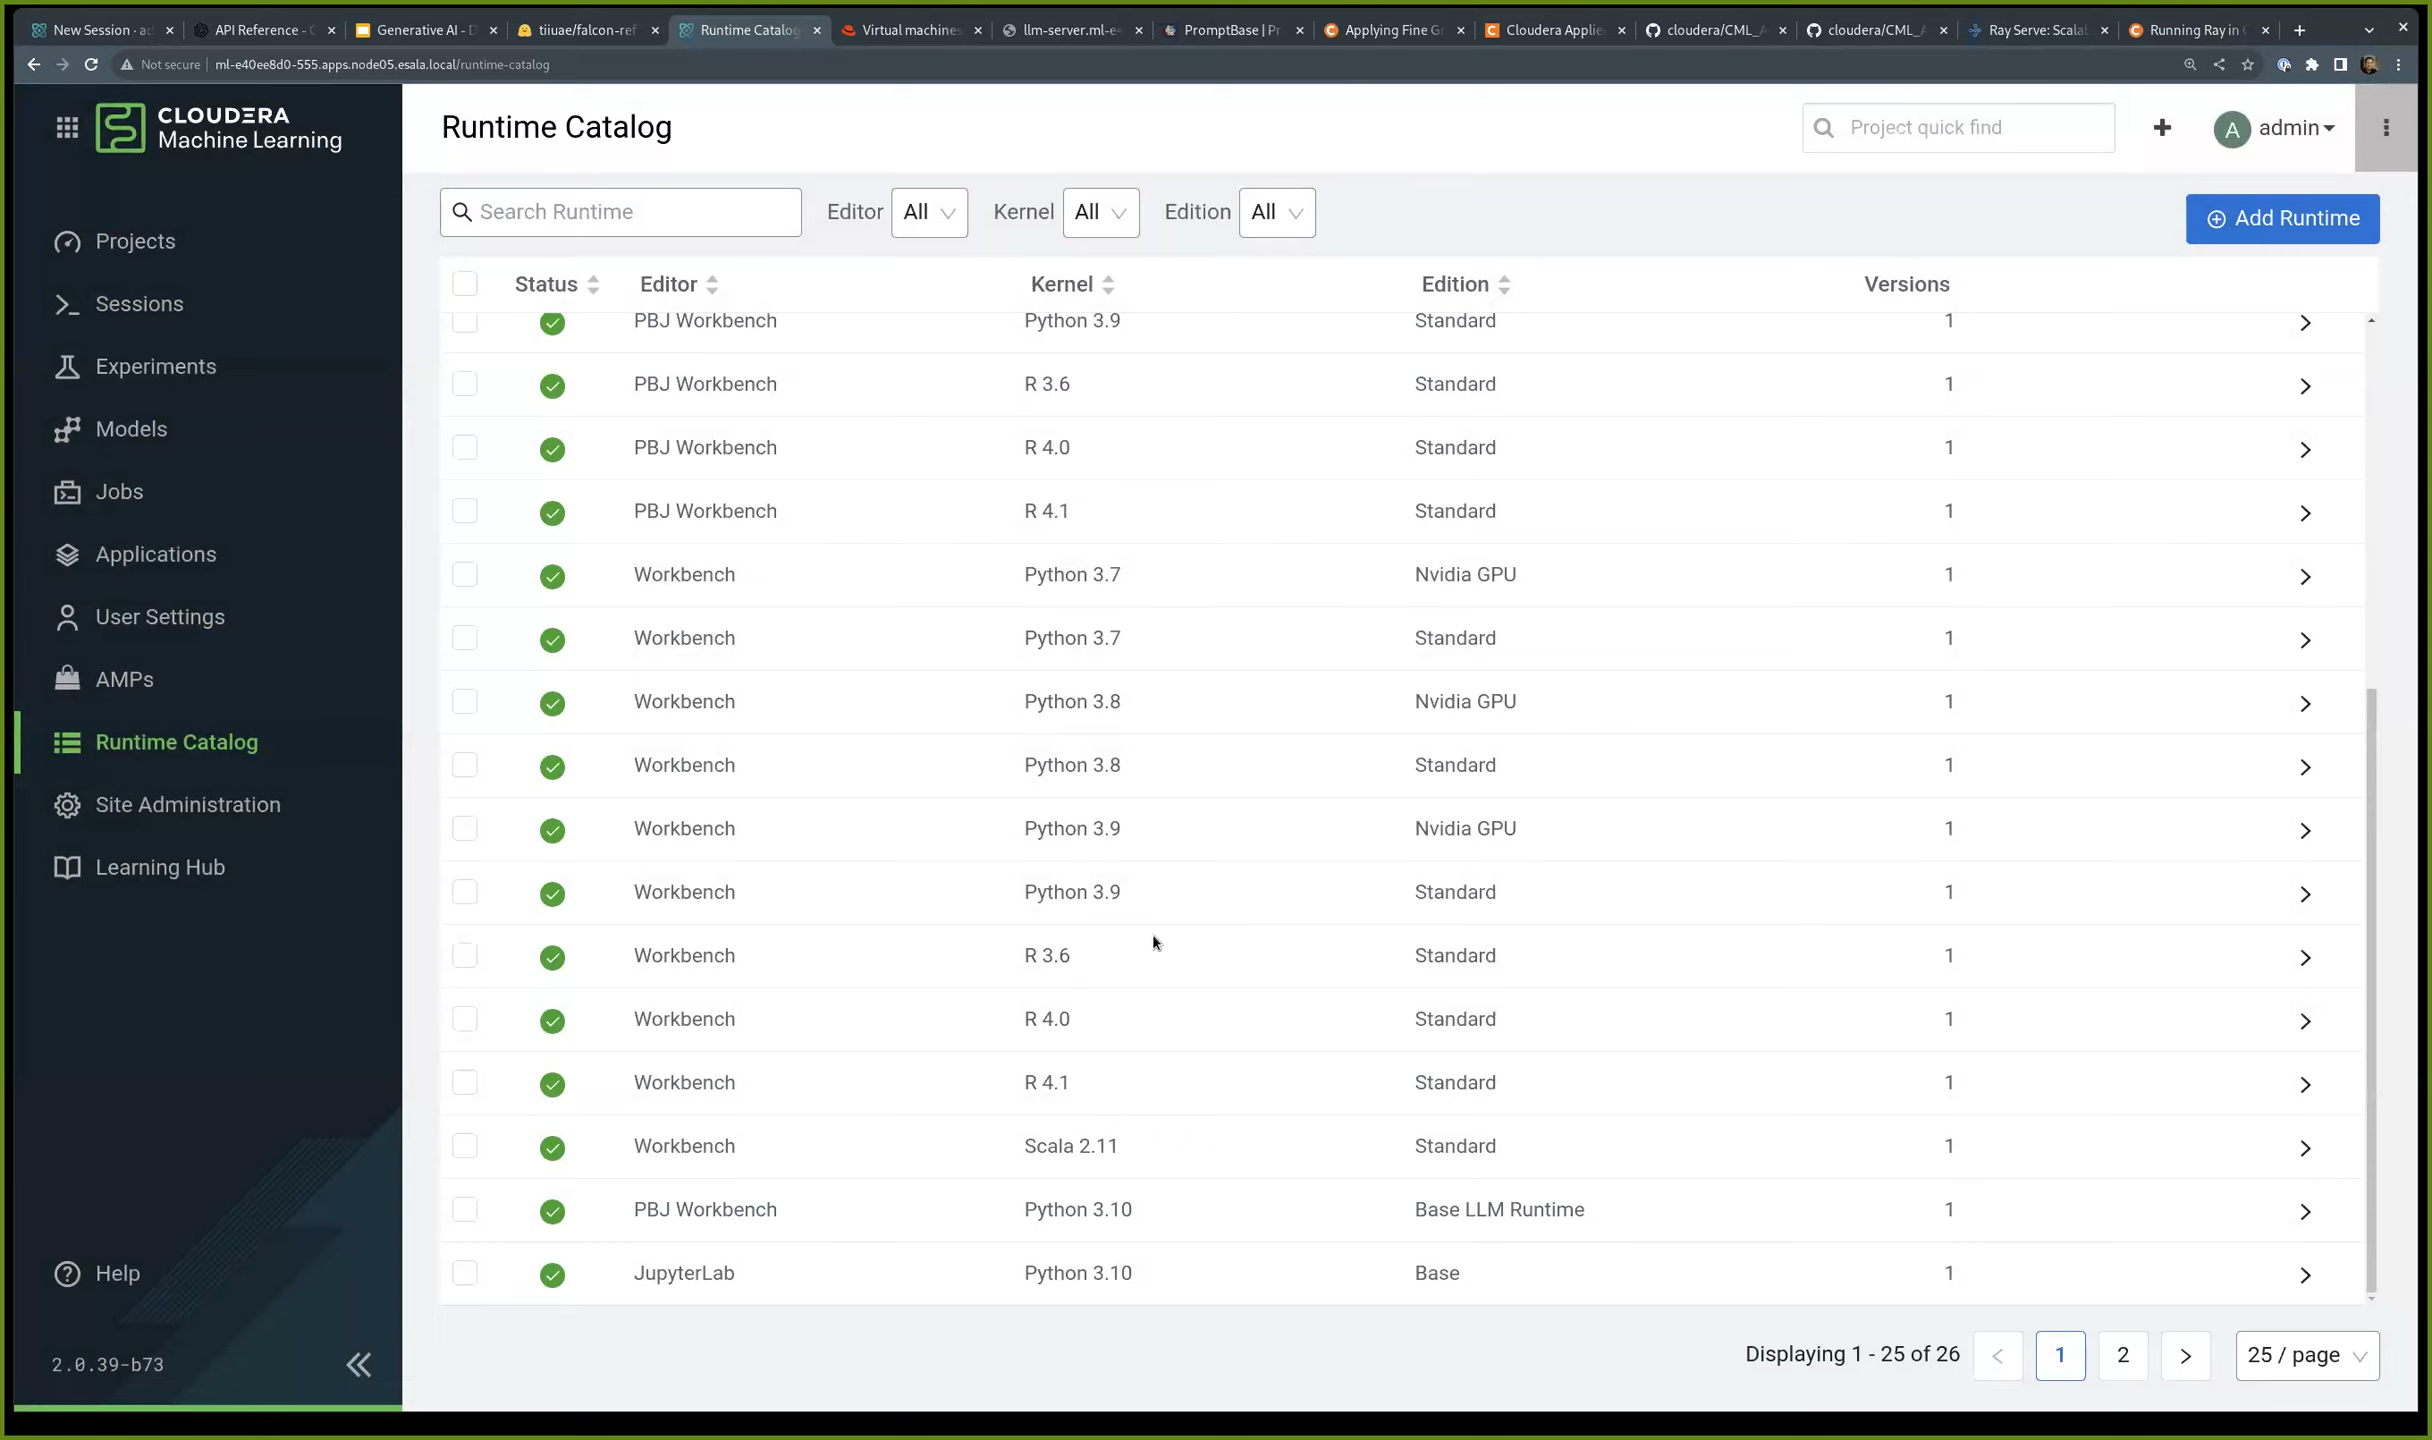 New Session · a
API Reference -
Generative AI - D
tiiuae/falcon-ref
Runtime Catalog
Virtual machines
llm-server.ml-e
PromptBase | Pr
Applying Fine Gr
Cloudera Applie
cloudera/CML_A
cloudera/CML_A
Ray Serve: Scalal
Running Ray in C
Not secure | ml-e40ee8d0-555.apps.node05.esala.local/runtime-catalog
CLOUDERA
Machine Learning
Projects
Sessions
Experiments
Models
Jobs
Applications
User Settings
AMPs
Runtime Catalog
Site Administration
Learning Hub
Help
2.0.39-b73
Runtime Catalog
Project quick find
A admin
Search Runtime Editor All Kernel All Edition All Add Runtime
Status Editor Kernel Edition Versions
PBJ Workbench Python 3.9 Standard 1
PBJ Workbench R 3.6 Standard 1
PBJ Workbench R 4.0 Standard 1
PBJ Workbench R 4.1 Standard 1
Workbench Python 3.7 Nvidia GPU 1
Workbench Python 3.7 Standard 1
Workbench Python 3.8 Nvidia GPU 1
Workbench Python 3.8 Standard 1
Workbench Python 3.9 Nvidia GPU 1
Workbench Python 3.9 Standard 1
Workbench R 3.6 Standard 1
Workbench R 4.0 Standard 1
Workbench R 4.1 Standard 1
Workbench Scala 2.11 Standard 1
PBJ Workbench Python 3.10 Base LLM Runtime 1
JupyterLab Python 3.10 Base 1
Displaying 1 - 25 of 26 1 2 25 / page